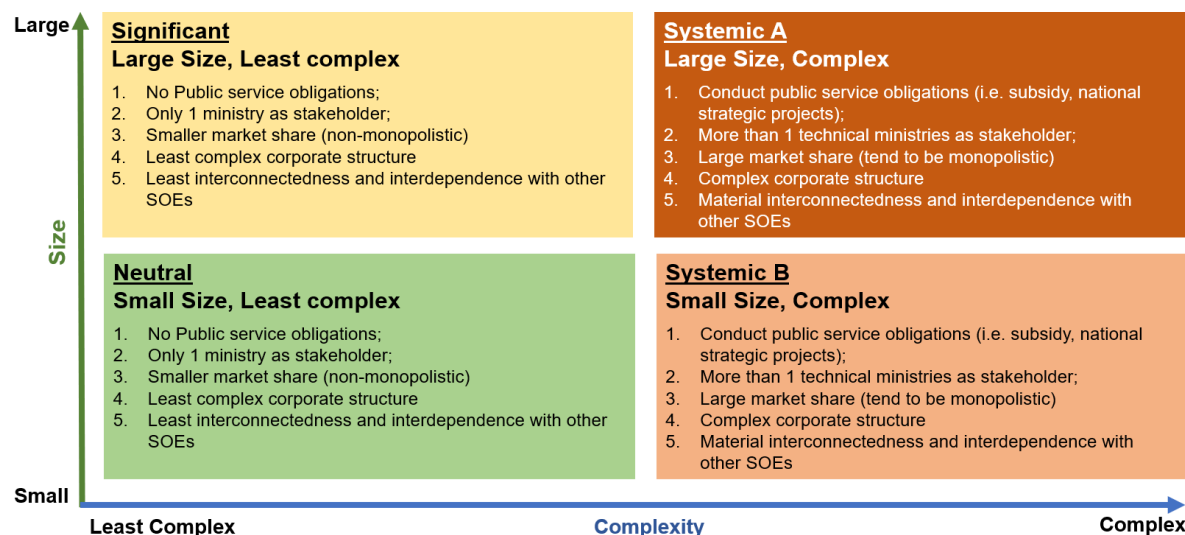 Large
Significant
Large Size, Least complex
1. No Public service obligations;
2. Only 1 ministry as stakeholder;
3. Smaller market share (non-monopolistic)
4. Least complex corporate structure
5. Least interconnectedness and interdependence with other
SOEs
Systemic A
Large Size, Complex
1. Conduct public service obligations (i.e. subsidy, national
strategic projects);
2. More than 1 technical ministries as stakeholder;
3. Large market share (tend to be monopolistic)
4. Complex corporate structure
5. Material interconnectedness and interdependence with
other SOEs
Size
Neutral
Small Size, Least complex
1. No Public service obligations;
2. Only 1 ministry as stakeholder;
3. Smaller market share (non-monopolistic)
4. Least complex corporate structure
5. Least interconnectedness and interdependence with other
SOEs
Systemic B
Small Size, Complex
1. Conduct public service obligations (i.e. subsidy, national
strategic projects);
2. More than 1 technical ministries as stakeholder;
3. Large market share (tend to be monopolistic)
4. Complex corporate structure
5. Material interconnectedness and interdependence with
other SOEs
Small
Least Complex
Complexity
Complex